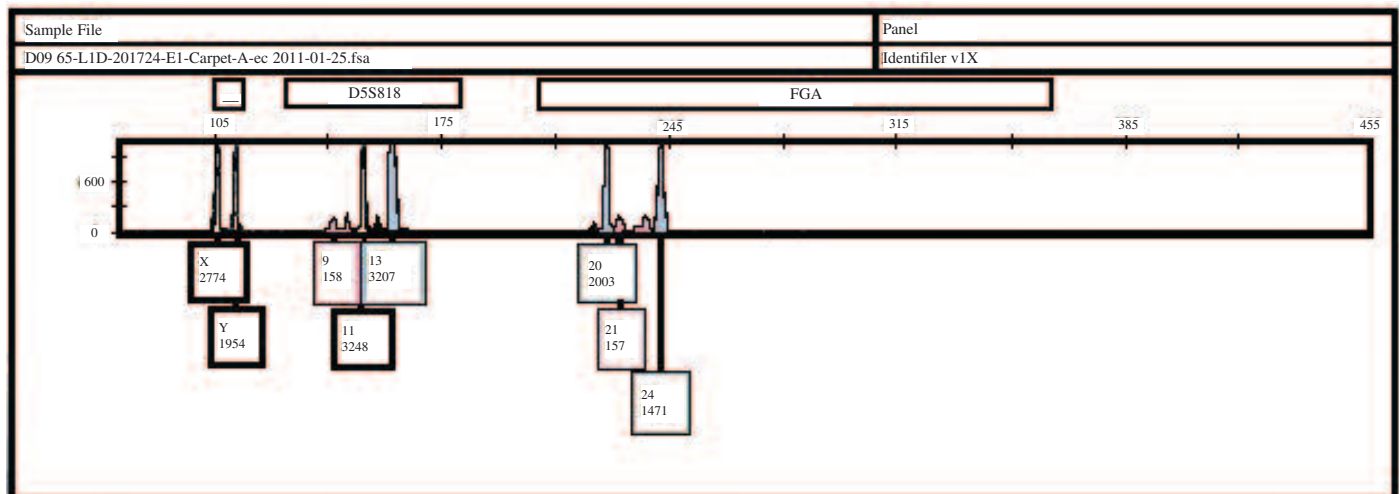 Sample File
Panel
D09 65-L1D-201724-E1-Carpet-A-ec 2011-01-25.fsa
Identifiler v1X
D5S818
FGA
105
175
245
315
385
455
600
0
X
2774
Y
1954
9
158
13
3207
11
3248
20
2003
21
157
24
1471